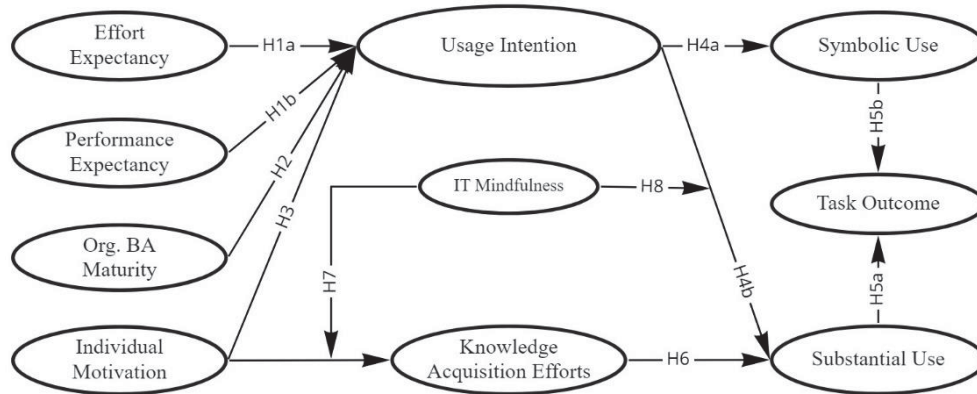 Effort
Expectancy
H1a
Usage Intention
H4a
Symbolic Use
H1b
H5b
Performance
Expectancy
H2
IT Mindfulness
H8
Task Outcome
H3
Org. BA
Maturity
H7
H4b
H5a
Individual
Motivation
Knowledge
Acquisition Efforts
H6
Substantial Use